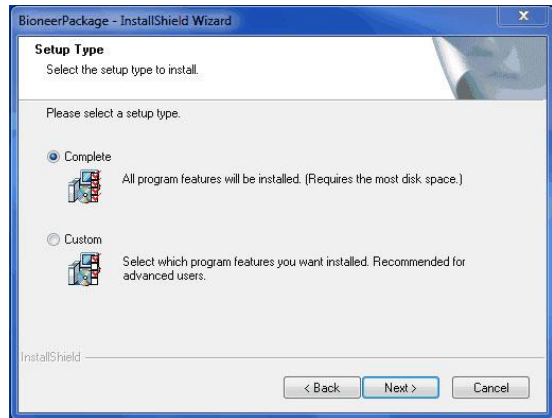 BioneerPackage - InstallShield Wizard
Setup Type
Select the setup type to install.
Please select a setup type.
Complete
All program features will be installed. (Requires the most disk space.)
Custom
Select which program features you want installed. Recommended for
advanced users.
InstallShield
< Back Next > Cancel